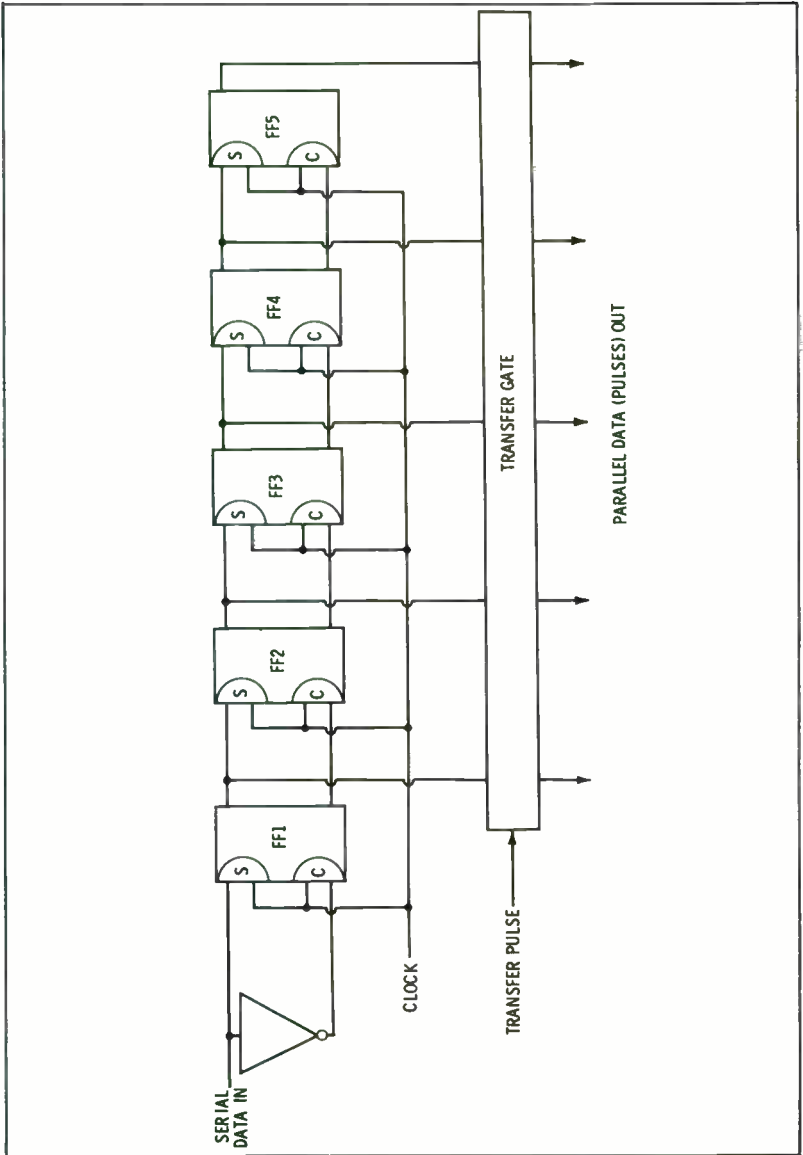 SERIAL
DATA IN
CLOCK
TRANSFER PULSE
FF1
S
C
FF2
S
C
FF3
S
C
FF4
S
C
FF5
S
C
TRANSFER GATE
PARALLEL DATA (PULSES) OUT